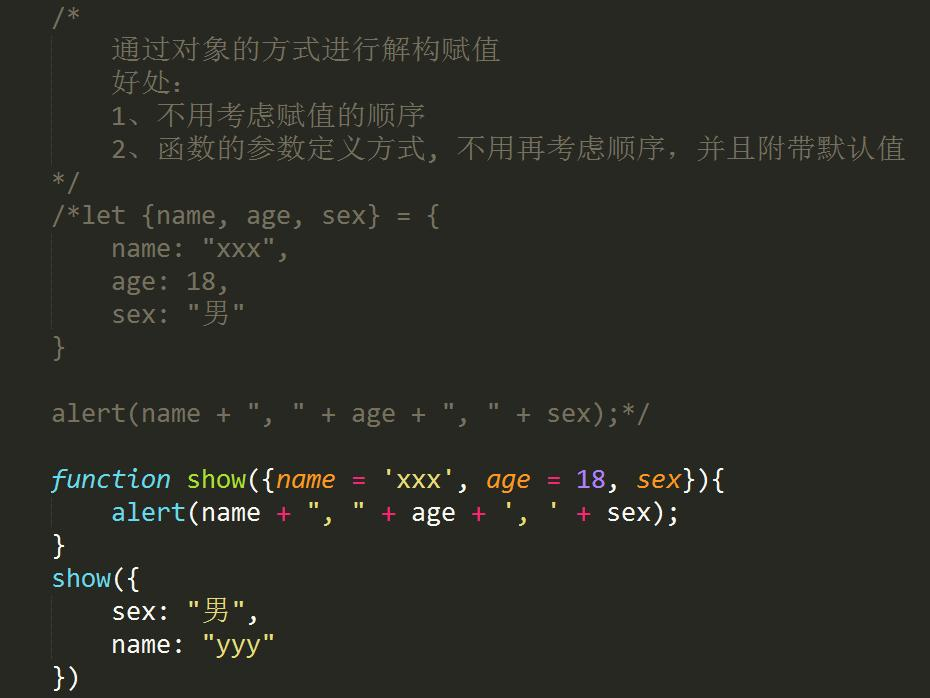 /*
通过对象的方式进行解构赋值
好处:
1、不用考虑赋值的顺序
2、函数的参数定义方式, 不用再考虑顺序，并且附带默认值
*/
/*let {name, age, sex} = {
name: "xxx",
age: 18,
sex: "男"
}
alert(name + ", " + age + ", " + sex);*/
function show({name = 'xxx', age = 18, sex}){
alert(name + ", " + age + ', ' + sex);
}
show({
sex: "男",
name: "yyy"
})